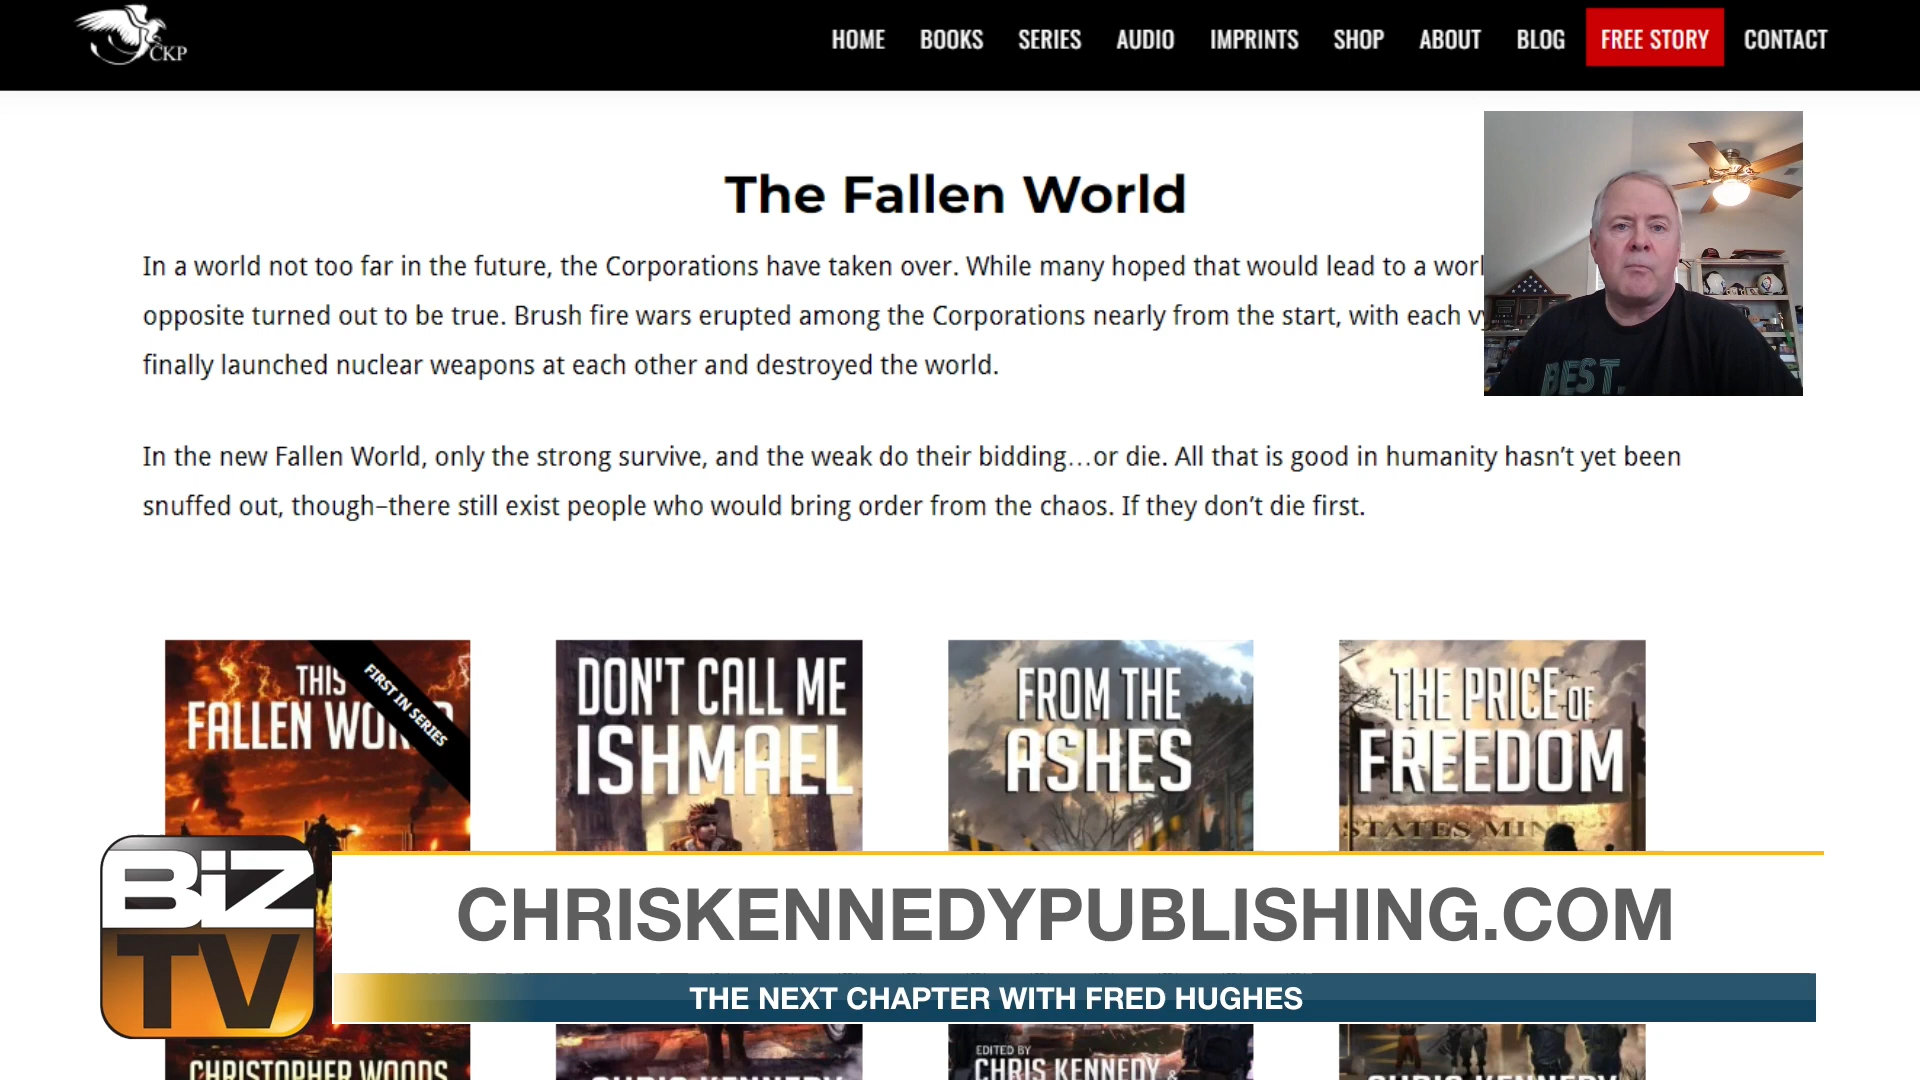 CKP
HOME BOOKS SERIES AUDIO IMPRINTS SHOP ABOUT BLOG FREE STORY CONTACT
The Fallen World
In a world not too far in the future, the Corporations have taken over. While many hoped that would lead to a
opposite turned out to be true. Brush fire wars erupted among the Corporations nearly from the start, with each
finally launched nuclear weapons at each other and destroyed the world.
In the new Fallen World, only the strong survive, and the weak do their bidding…or die. All that is good in humanity hasn’t yet been
snuffed out, though–there still exist people who would bring order from the chaos. If they don’t die first.
BEST.
THIS
FALLEN
FIRST IN SERIES
CHRISTOPHER WOODS
DON'T CALL ME
ISHMAEL
CHRIS KENNEDY
FROM THE
ASHES
EDITED BY
CHRIS KENNEDY &
THE PRICE OF
FREEDOM
STATES
CHRIS KENNEDY
BiZ
TV
CHRISKENNEDYPUBLISHING.COM
THE NEXT CHAPTER WITH FRED HUGHES